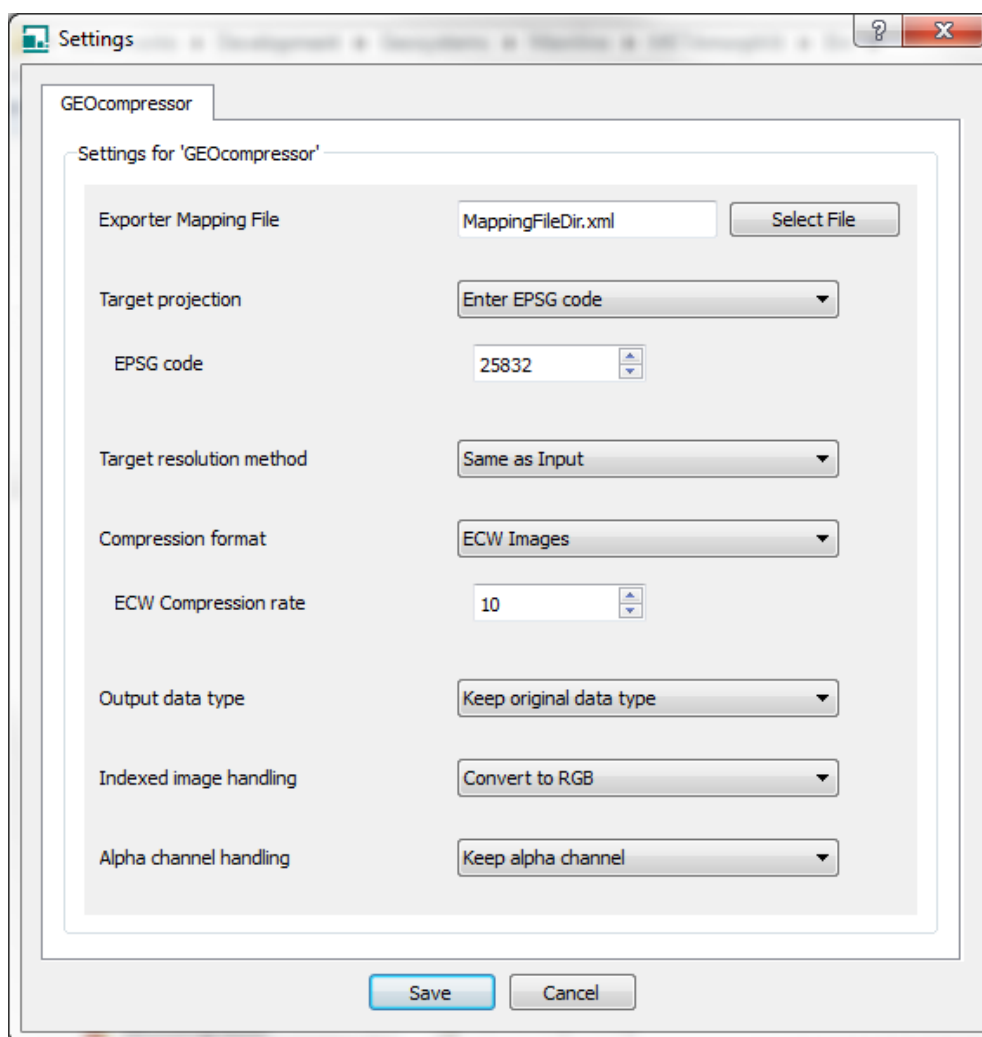 Settings
?
X
GEOcompressor
Settings for 'GEOcompressor'
Exporter Mapping File MappingFileDir.xml Select File
Target projection Enter EPSG code
EPSG code 25832
Target resolution method Same as Input
Compression format ECW Images
ECW Compression rate 10
Output data type Keep original data type
Indexed image handling Convert to RGB
Alpha channel handling Keep alpha channel
Save Cancel